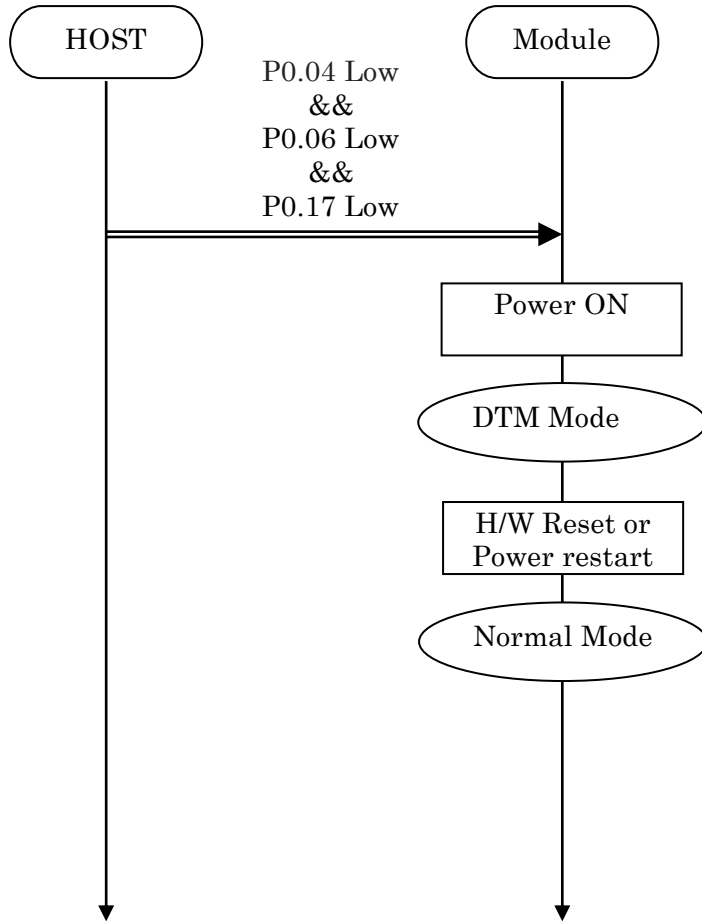 HOST
Module
P0.04 Low
&&
P0.06 Low
&&
P0.17 Low
Power ON
DTM Mode
H/W Reset or
Power restart
Normal Mode